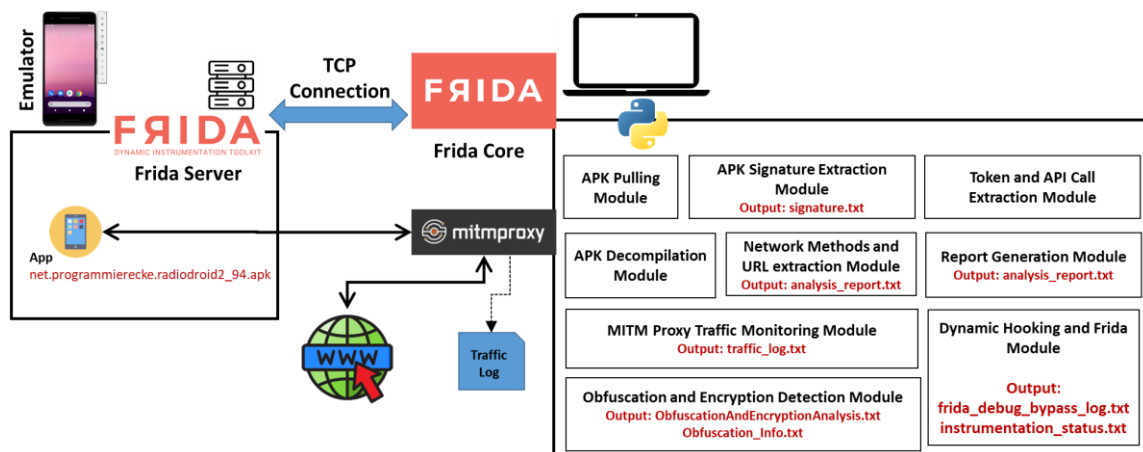 Emulator
TCP
Connection
FRIDA
DYNAMIC INSTRUMENTATION TOOLKIT
Frida Server
FRIDA
Frida Core
App
net.programmierecke.radiodroid2_94.apk
mitmproxy
WWW
Traffic
Log
APK Pulling
Module
APK Signature Extraction
Module
Output: signature.txt
Token and API Call
Extraction Module
APK Decompilation
Module
Network Methods and
URL extraction Module
Output: analysis_report.txt
Report Generation Module
Output: analysis_report.txt
MITM Proxy Traffic Monitoring Module
Output: traffic_log.txt
Dynamic Hooking and Frida
Module
Output:
frida_debug_bypass_log.txt
instrumentation_status.txt
Obfuscation and Encryption Detection Module
Output: ObfuscationAndEncryptionAnalysis.txt
Obfuscation_Info.txt